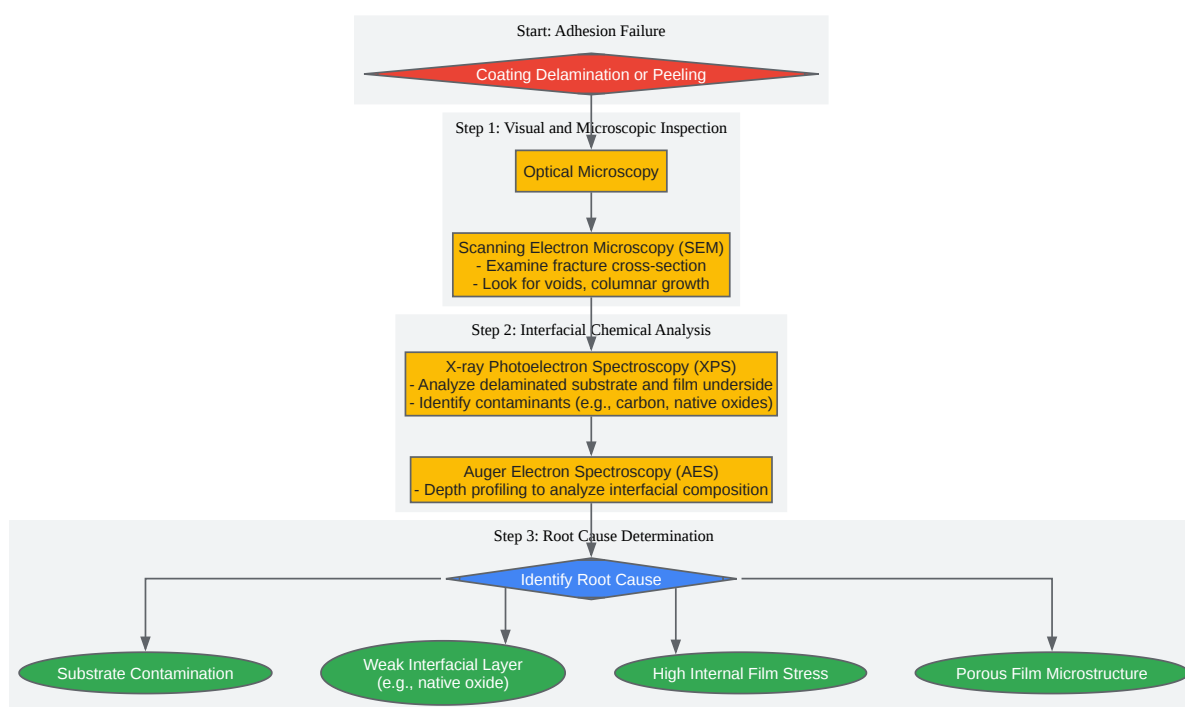 Start: Adhesion Failure
Coating Delamination or Peeling
Step 1: Visual and Microscopic Inspection
Optical Microscopy
Scanning Electron Microscopy (SEM)
- Examine fracture cross-section
- Look for voids, columnar growth
Step 2: Interfacial Chemical Analysis
X-ray Photoelectron Spectroscopy (XPS)
- Analyze delaminated substrate and film underside
- Identify contaminants (e.g., carbon, native oxides)
Auger Electron Spectroscopy (AES)
- Depth profiling to analyze interfacial composition
Step 3: Root Cause Determination
Identify Root Cause
Substrate Contamination
Weak Interfacial Layer
(e.g., native oxide)
High Internal Film Stress
Porous Film Microstructure